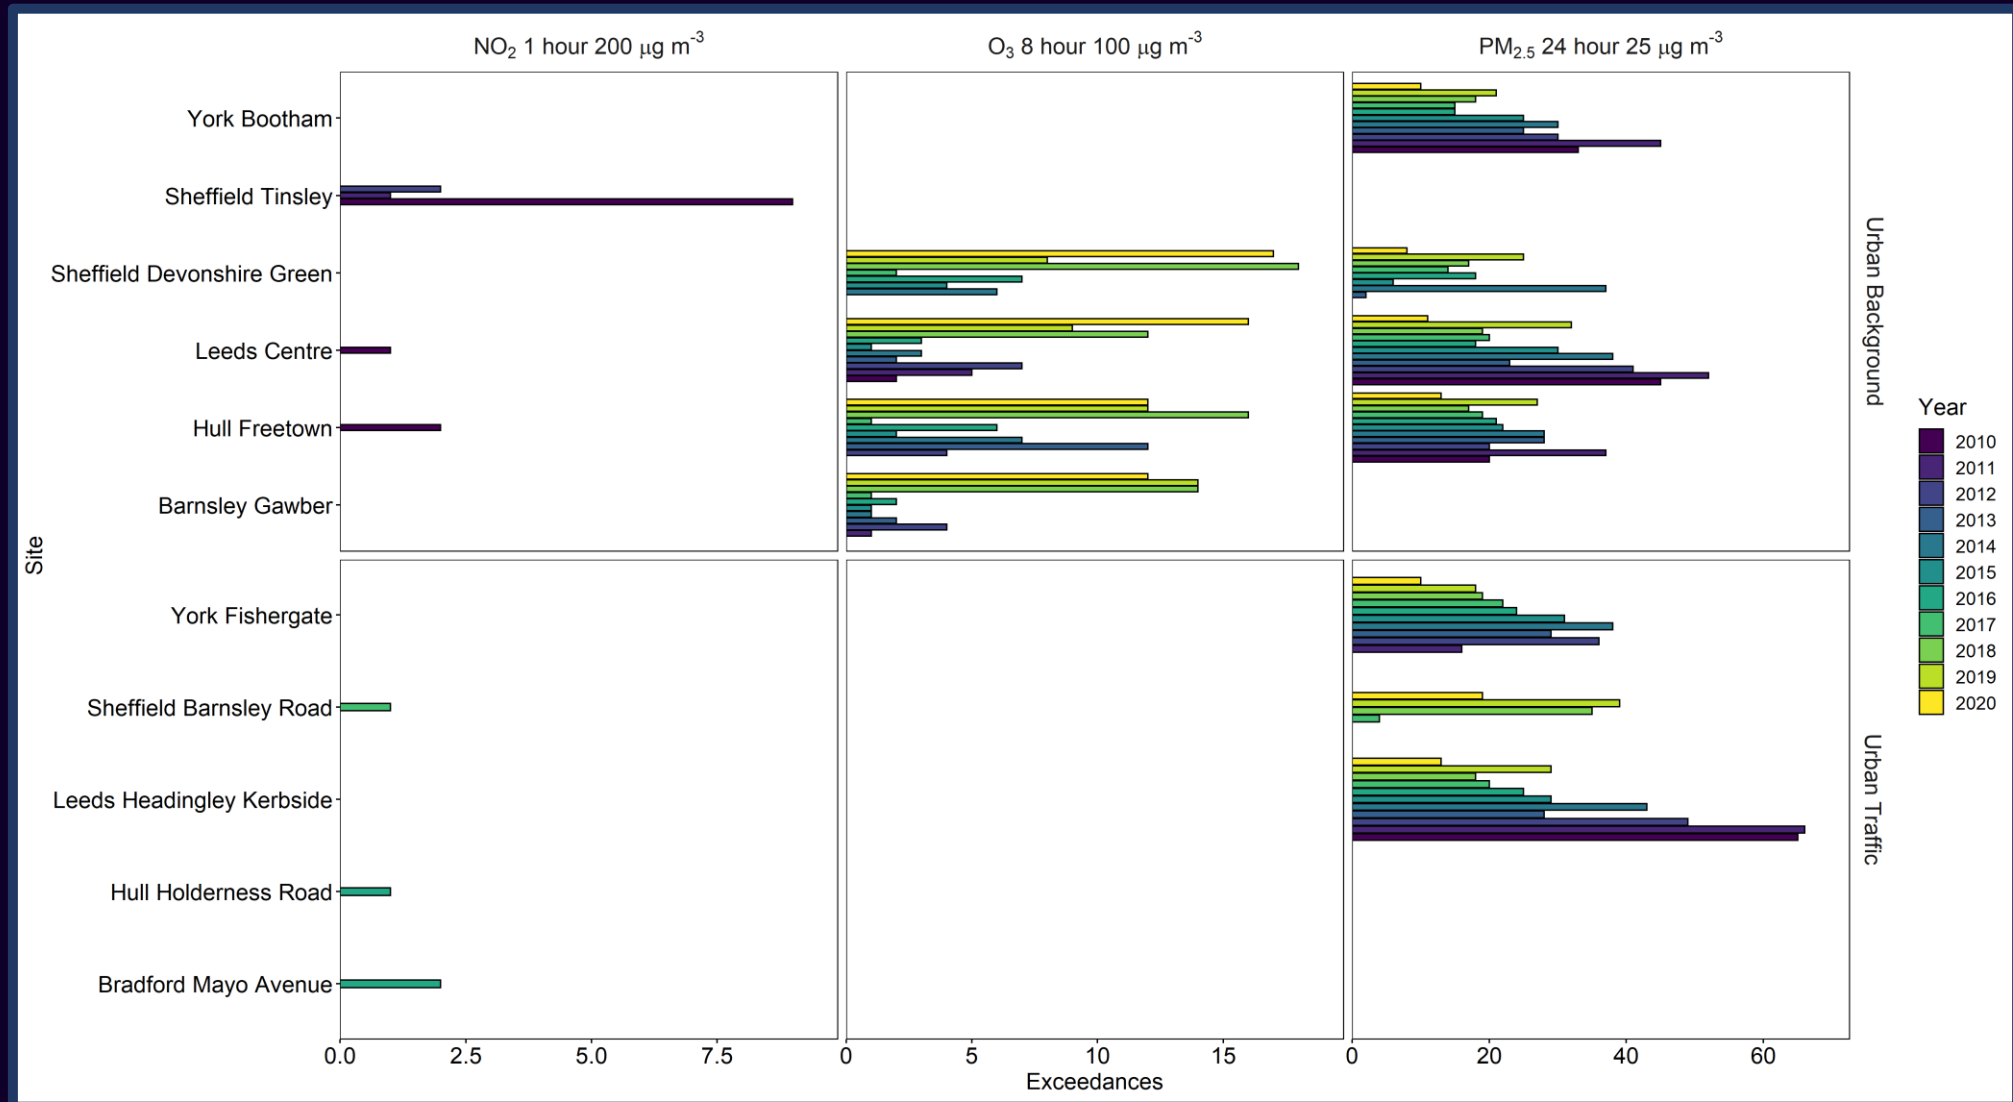 NO₂ 1 hour 200 μg m⁻³
O₃ 8 hour 100 μg m⁻³
PM₂.₅ 24 hour 25 μg m⁻³
York Bootham
Sheffield Tinsley
Sheffield Devonshire Green
Leeds Centre
Hull Freetown
Barnsley Gawber
Urban Background
Site
York Fishergate
Sheffield Barnsley Road
Leeds Headingley Kerbside
Hull Holderness Road
Bradford Mayo Avenue
Urban Traffic
0.0 2.5 5.0 7.5
0 5 10 15
0 20 40 60
Exceedances
Year
2010
2011
2012
2013
2014
2015
2016
2017
2018
2019
2020